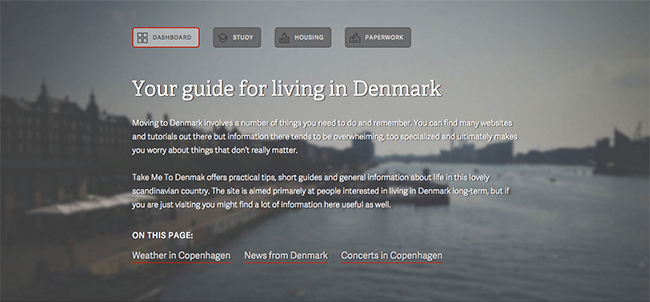 DASHBOARD STUDY HOUSING PAPERWORK
Your guide for living in Denmark
Moving to Denmark involves a number of things you need to do and remember. You can find many websites
and tutorials out there but information there tends to be overwhelming, too specialized and ultimately makes
you worry about things that don't really matter.
Take Me To Denmak offers practical tips, short guides and general information about life in this lovely
scandinavian country. The site is aimed primarely at people interested in living in Denmark long-term, but if
you are just visiting you might find a lot of information here useful as well.
ON THIS PAGE:
Weather in Copenhagen News from Denmark Concerts in Copenhagen